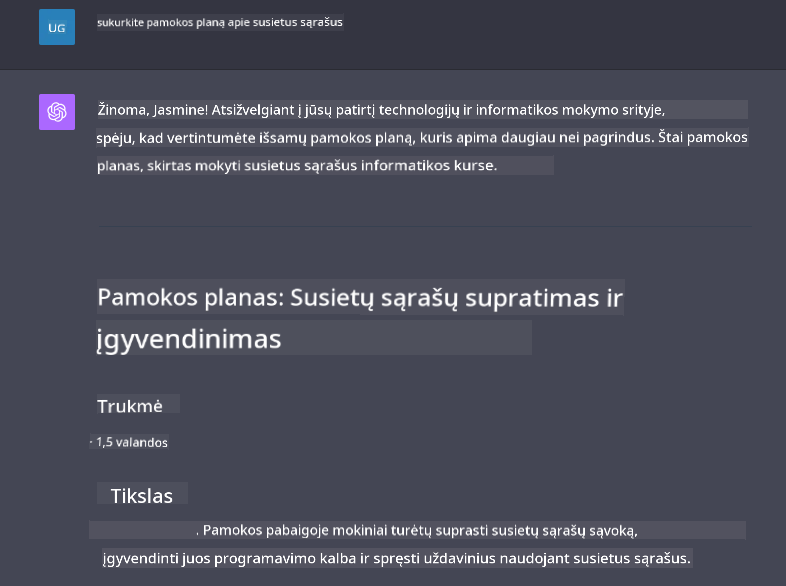 UG
sukurkite pamokos planą apie susietus sąrašus
Žinoma, Jasmine! Atsižvelgiant į jūsų patirtį technologijų ir informatikos mokymo srityje,
spėju, kad vertintumėte išsamų pamokos planą, kuris apima daugiau nei pagrindus. Štai pamokos
planas, skirtas mokyti susietus sąrašus informatikos kurse.
Pamokos planas: Susietų sąrašų supratimas ir
įgyvendinimas
Trukmė
· 1,5 valandos
Tikslas
. Pamokos pabaigoje mokiniai turėtų suprasti susietų sąrašų sąvoką,
įgyvendinti juos programavimo kalba ir spręsti uždavinius naudojant susietus sąrašus.